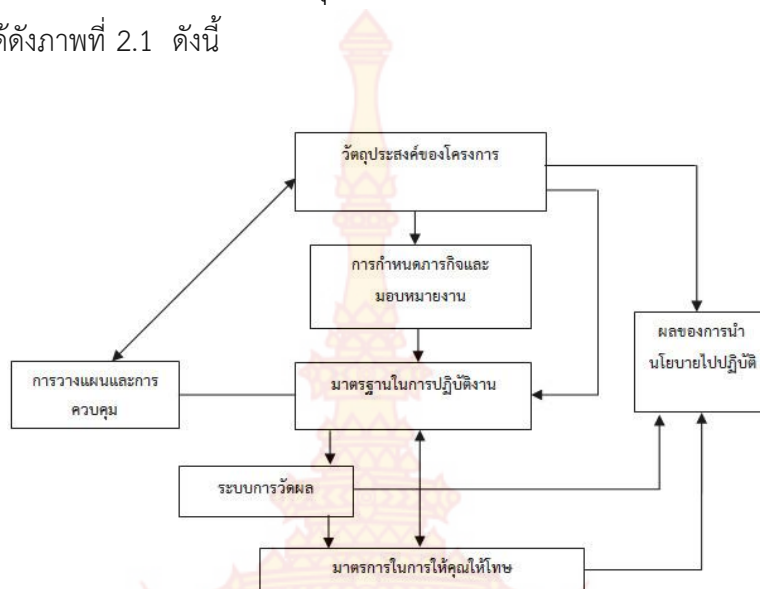 ดังภาพที่ 2.1 ดังนี้
วัตถุประสงค์ของโครงการ
การกำหนดภารกิจและ
มอบหมายงาน
ผลของการนำ
นโยบายไปปฏิบัติ
การวางแผนและการ
ควบคุม
มาตรฐานในการปฏิบัติงาน
ระบบการวัดผล
มาตรการในการให้คุณให้โทษ